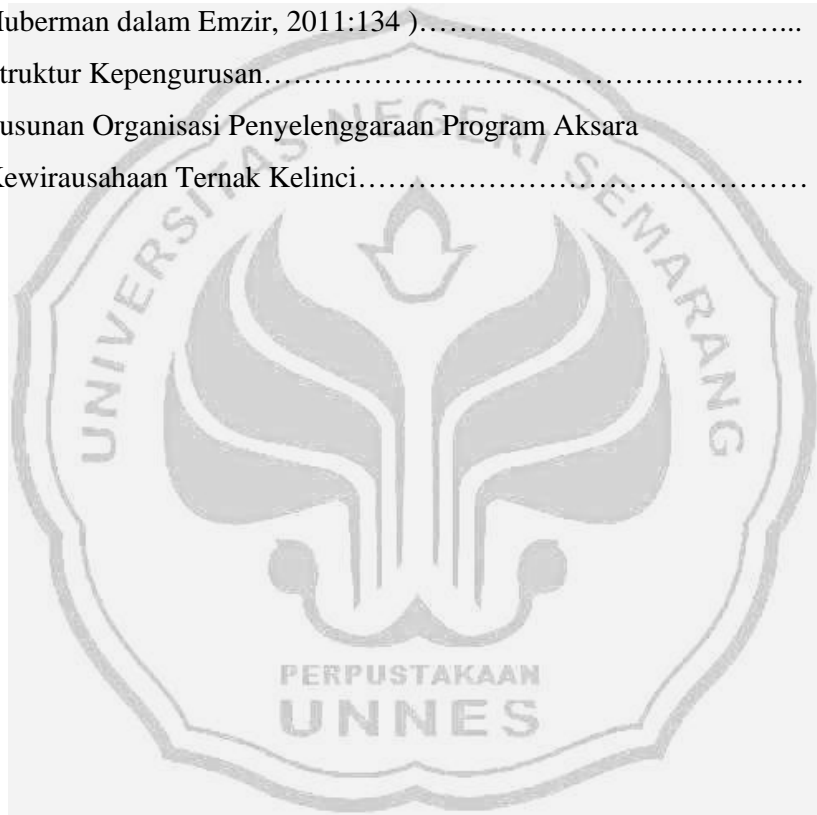 Huberman dalam Emzir, 2011:134 )………………………………...
truktur Kepengurusan………………………………………………………
usunan Organisasi Penyelenggaraan Program Aksara
Kewirausahaan Ternak Kelinci……………………………………………
UNIVERSITAS NEGERI SEMARANG
PERPUSTAKAAN
UNNES